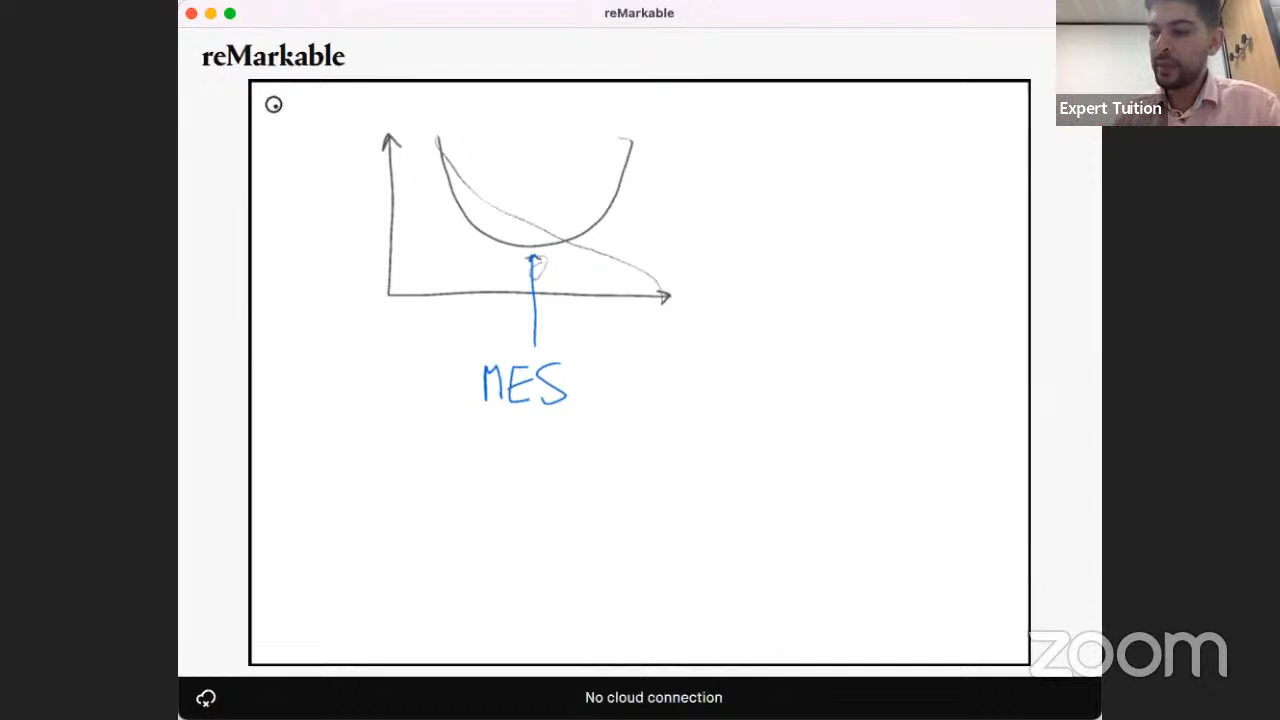 reMarkable
reMarkable
Expert Tuition
MES
zoom
No cloud connection